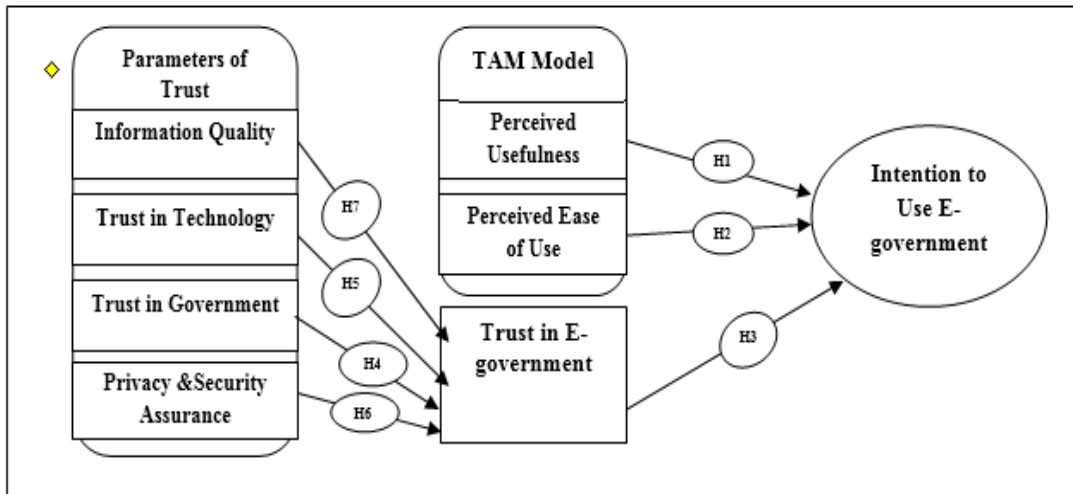 Parameters of
Trust
Information Quality
Trust in Technology
Trust in Government
Privacy &Security
Assurance
H7
H5
H4
H6
TAM Model
Perceived
Usefulness
Perceived Ease
of Use
Trust in E-
government
H1
H2
H3
Intention to
Use E-
government